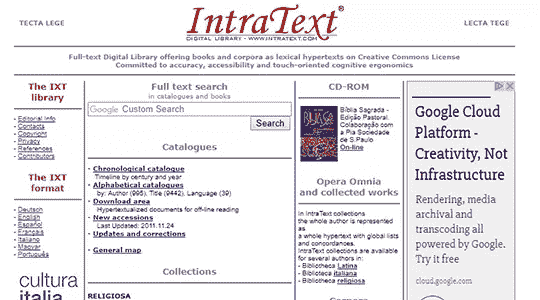 TECTA LEGE
IntraText®
DIGITAL LIBRARY - WWW.INTRATEXT.COM
LECTA TEGE
Full-text Digital Library offering books and corpora as lexical hypertexts on Creative Commons License
Committed to accuracy, accessibility and touch-oriented cognitive ergonomics
The IXT
library
- Editorial Info
- Contacts
- Copyright
- Privacy
- References
- Contributors
The IXT
format
- Deutsch
- English
- Español
- Français
- Italiano
- Magyar
- Português
cultura
italia
Full text search
in catalogues and books
Google Custom Search
Search
Catalogues
- Chronological catalogue
Timeline by century and year
- Alphabetical catalogues
by: Author (995), Title (9442), Language (39)
- Download area
Hypertextualized documents for off-line reading
- New accessions
Last Updated: 2011.11.24
- Updates and corrections
- General map
Collections
RELIGIOSA
CD-ROM
BÍBLIA
SAGRADA
Bíblia Sagrada -
Edição Pastoral.
Colaboração com
a Pia Sociedade
de S.Paulo
On-line
Opera Omnia
and collected works
In IntraText collections
the whole author is represented
as
a whole hypertext with global lists
and concordances.
IntraText collections are available
for several authors in:
- Biblioteca Latina
- Biblioteca italiana
- Biblioteca religiosa
Google Cloud
Platform -
Creativity, Not
Infrastructure
Rendering, media
archival and
transcoding all
powered by Google.
Try it free
cloud.google.com